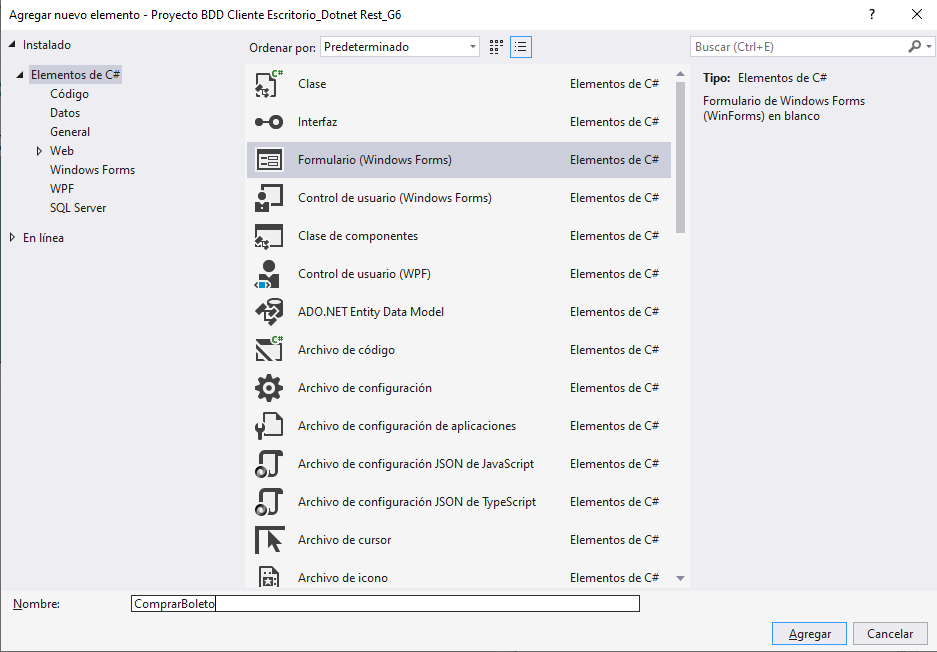 Agregar nuevo elemento - Proyecto BDD Cliente Escritorio_Dotnet Rest_G6
?
Instalado
Ordenar por: Predeterminado
Buscar (Ctrl+E)
Elementos de C#
Código
Datos
General
Web
Windows Forms
WPF
SQL Server
En línea
Clase Elementos de C#
Interfaz Elementos de C#
Formulario (Windows Forms) Elementos de C#
Control de usuario (Windows Forms) Elementos de C#
Clase de componentes Elementos de C#
Control de usuario (WPF) Elementos de C#
ADO.NET Entity Data Model Elementos de C#
Archivo de código Elementos de C#
Archivo de configuración Elementos de C#
Archivo de configuración de aplicaciones Elementos de C#
Archivo de configuración JSON de JavaScript Elementos de C#
Archivo de configuración JSON de TypeScript Elementos de C#
Archivo de cursor Elementos de C#
Archivo de icono Elementos de C#
Tipo: Elementos de C#
Formulario de Windows Forms
(WinForms) en blanco
Nombre: ComprarBoleto
Agregar Cancelar